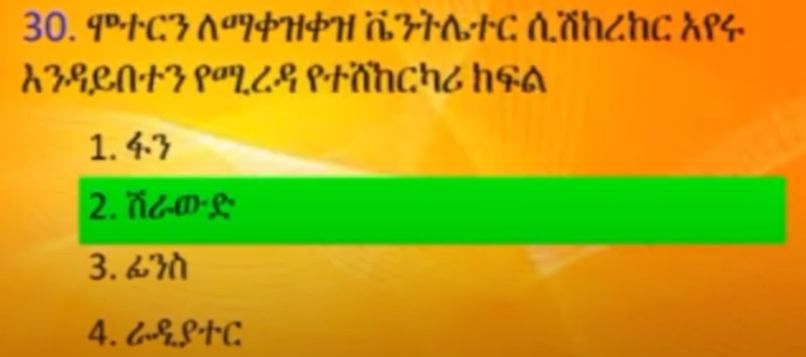 30. ሞተርን ለማቀዝቀዝ ቬንትሌተር ሲሽከረከር አየሩ
እንዳይበተን የሚረዳ የተሽከርካሪ ክፍል
1. ፋን
2. ሽራውድ
3. ፊንስ
4. ራዲያተር